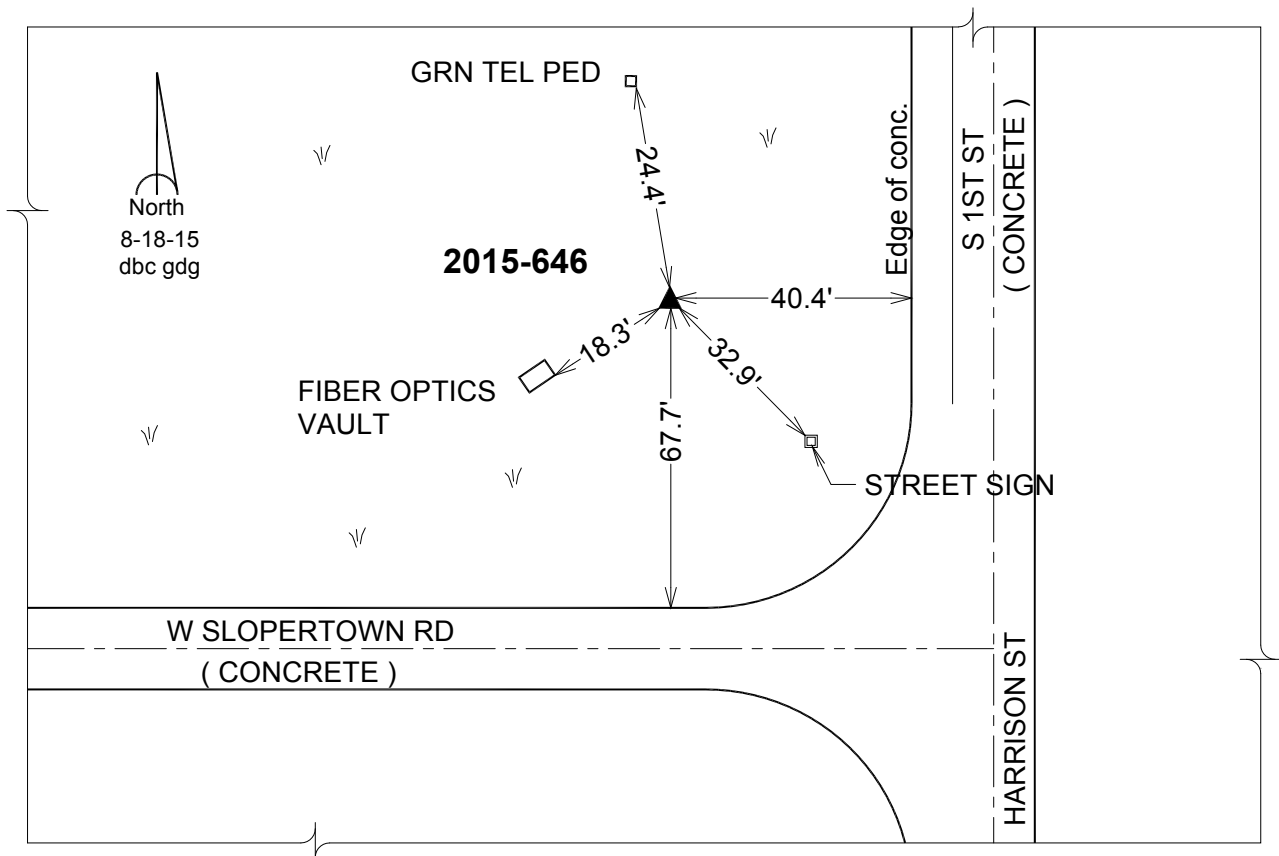 GRN TEL PED
North
8-18-15
dbc gdg
24.4'
Edge of conc.
S 1ST ST
( CONCRETE )
2015-646
40.4'
18.3'
32.9'
FIBER OPTICS
VAULT
67.7'
STREET SIGN
W SLOPERTOWN RD
( CONCRETE )
HARRISON ST